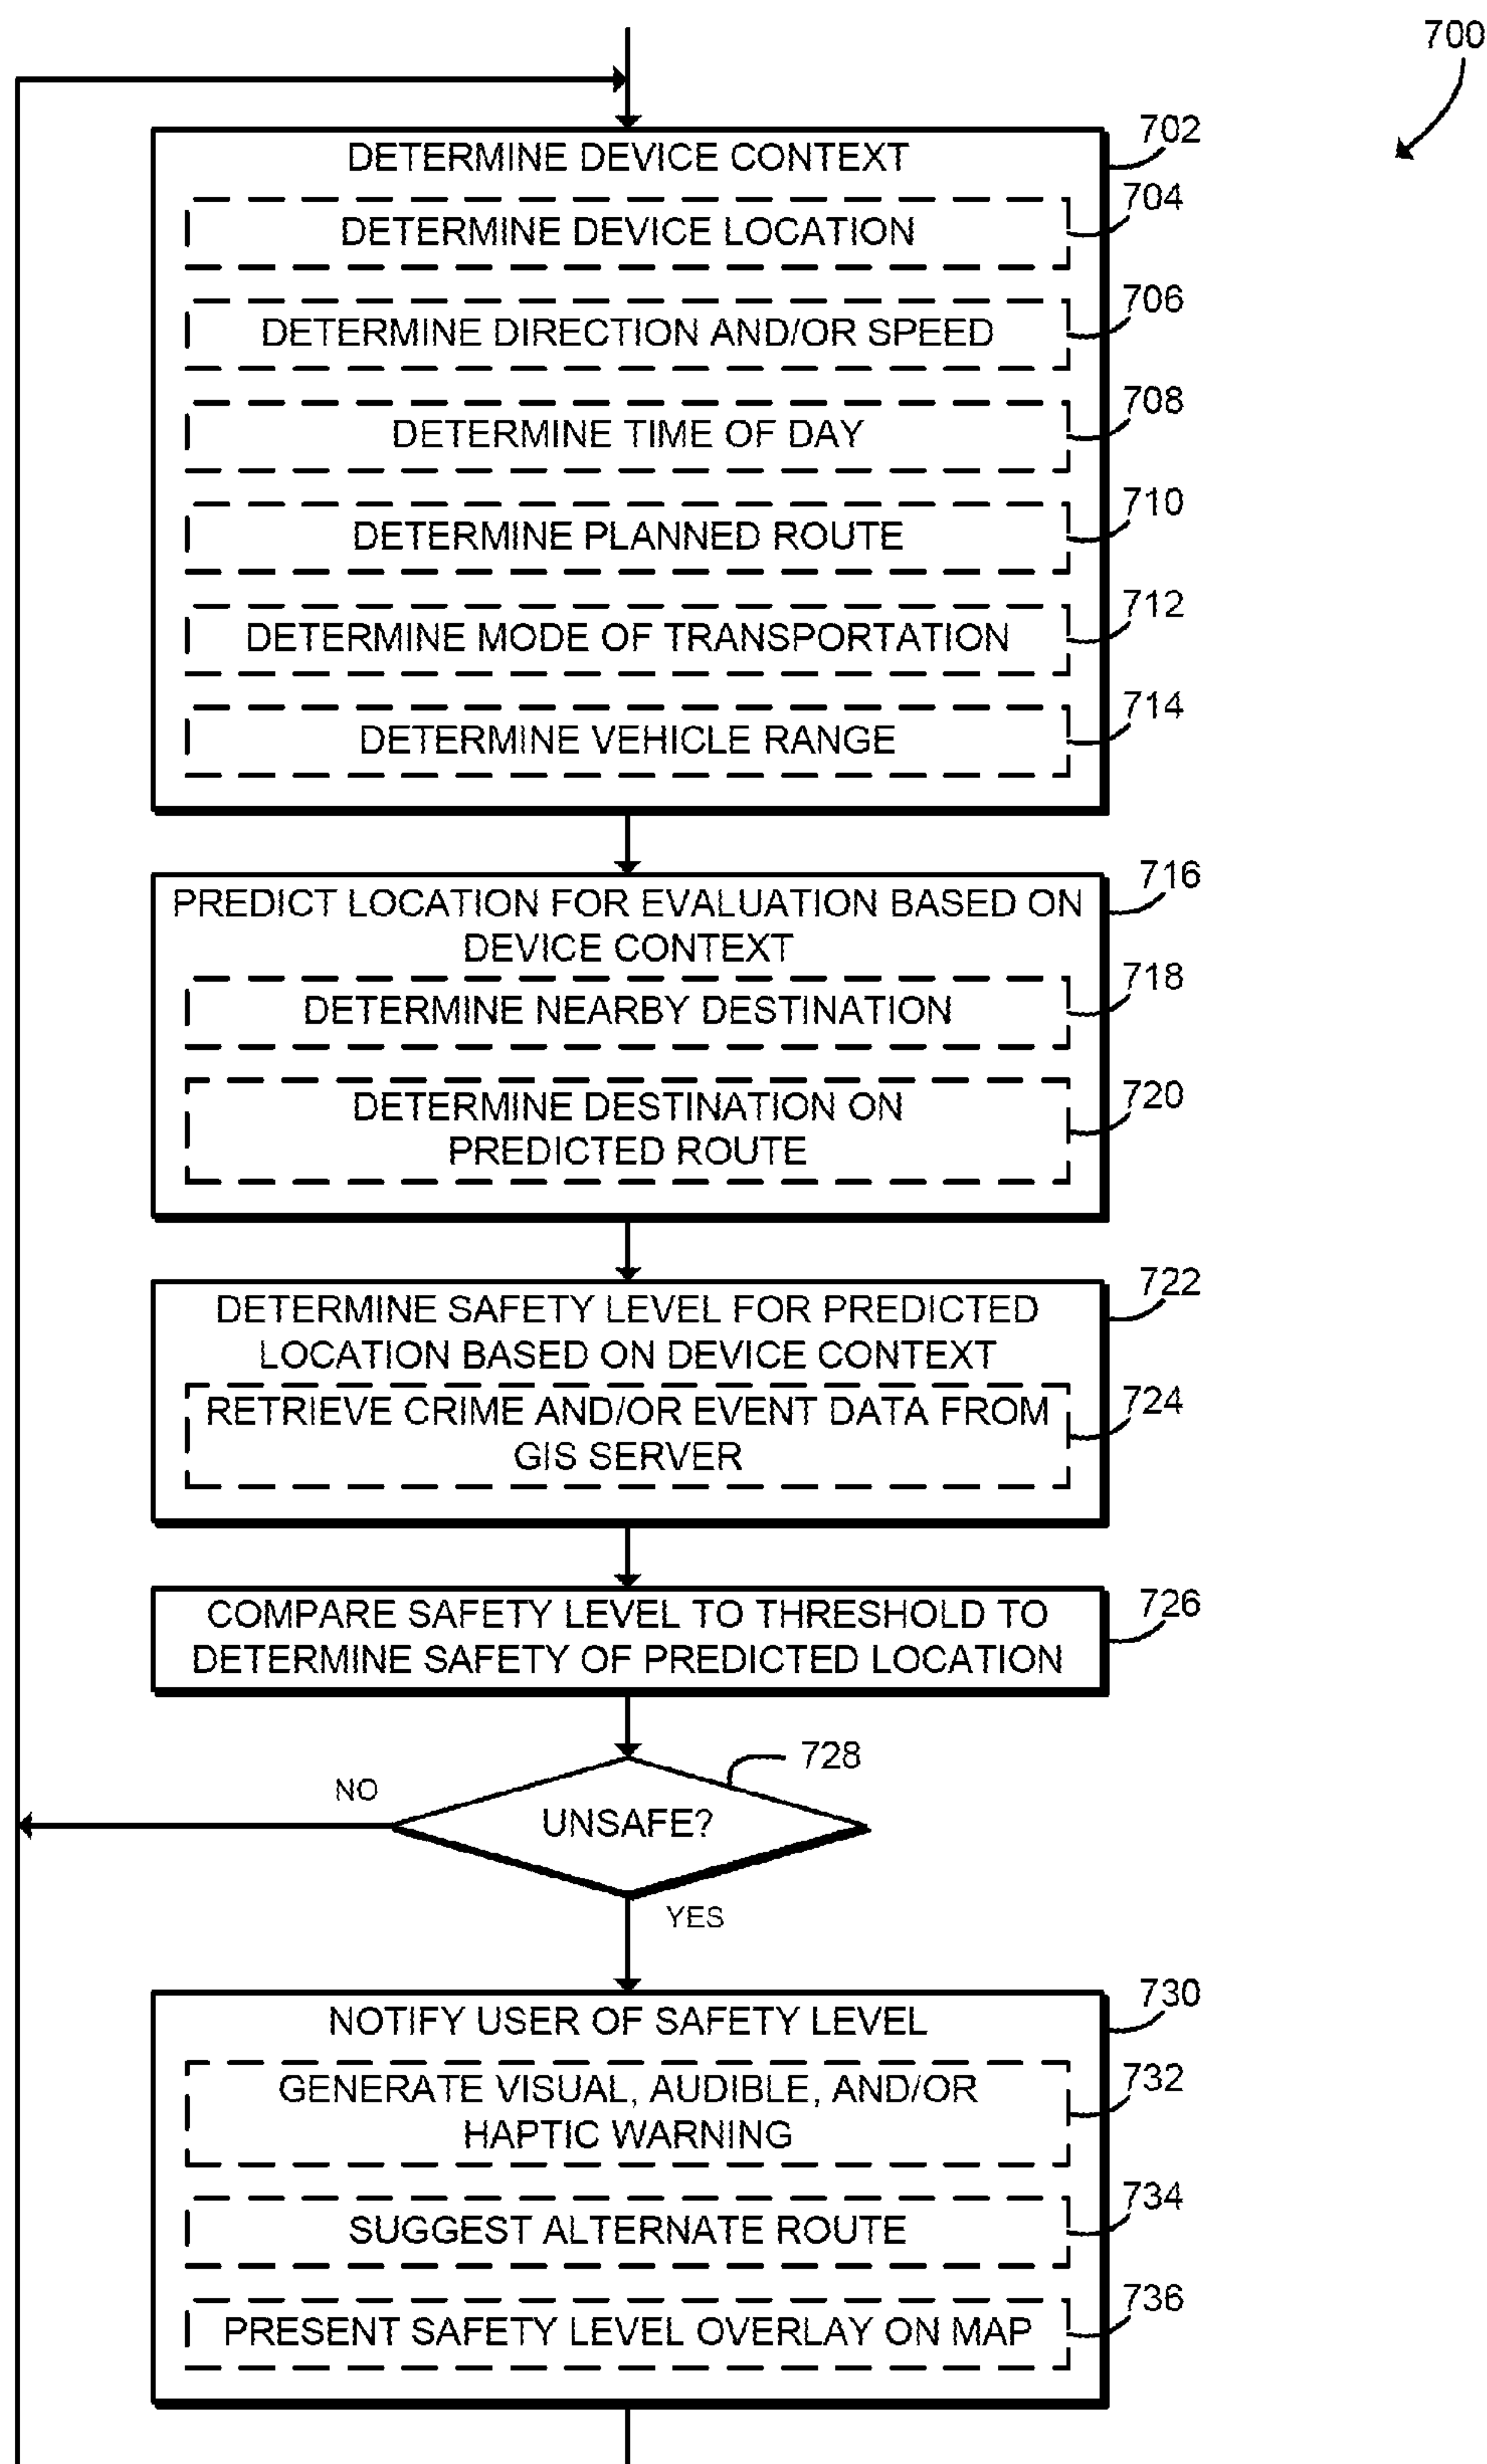 700
702
DETERMINE DEVICE CONTEXT
704
DETERMINE DEVICE LOCATION
706
DETERMINE DIRECTION AND/OR SPEED
708
DETERMINE TIME OF DAY
710
DETERMINE PLANNED ROUTE
712
DETERMINE MODE OF TRANSPORTATION
714
DETERMINE VEHICLE RANGE
716
PREDICT LOCATION FOR EVALUATION BASED ON
DEVICE CONTEXT
718
DETERMINE NEARBY DESTINATION
720
DETERMINE DESTINATION ON
PREDICTED ROUTE
722
DETERMINE SAFETY LEVEL FOR PREDICTED
LOCATION BASED ON DEVICE CONTEXT
724
RETRIEVE CRIME AND/OR EVENT DATA FROM
GIS SERVER
726
COMPARE SAFETY LEVEL TO THRESHOLD TO
DETERMINE SAFETY OF PREDICTED LOCATION
728
NO
UNSAFE?
YES
730
NOTIFY USER OF SAFETY LEVEL
732
GENERATE VISUAL, AUDIBLE, AND/OR
HAPTIC WARNING
734
SUGGEST ALTERNATE ROUTE
736
PRESENT SAFETY LEVEL OVERLAY ON MAP